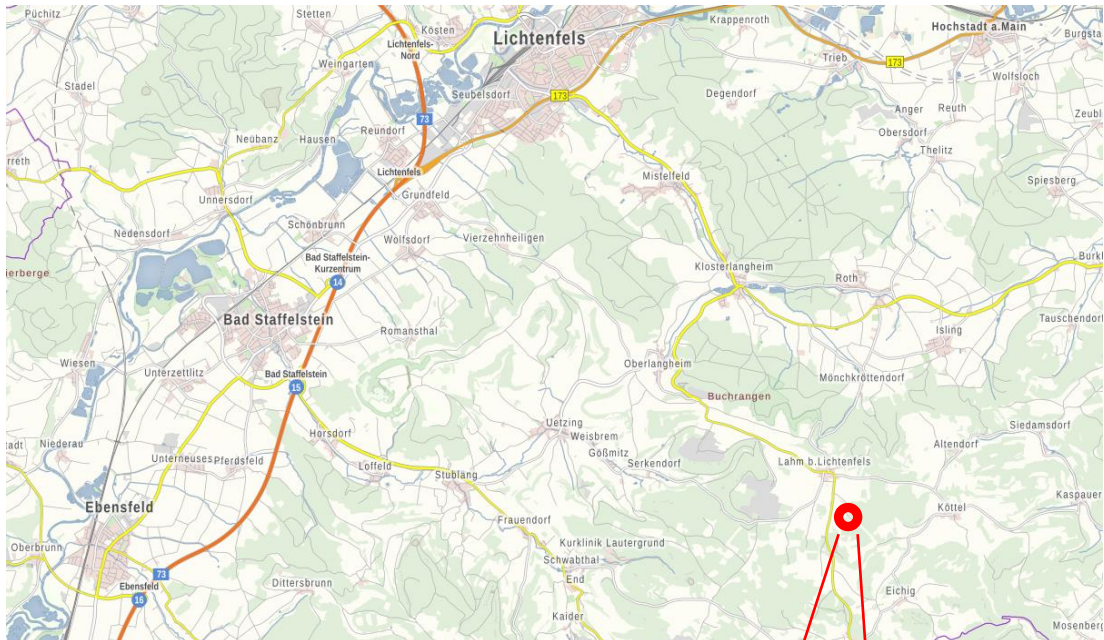 Püchitz
Stetten
Kösten
Krappenroth
Hochstadt a.Main
Lichtenfels-
Nord
Lichtenfels
Burgsta
Weingarten
Trieb
173
Stadel
Wolfsloch
Seubelsdorf
173
Degendorf
Anger
Reuth
Zeubl
73
Reundorf
Obersdorf
Neubanz
Hausen
Thelitz
rreth
Lichtenfels
Mistelfeld
Spiesberg
Unnersdorf
Grundfeld
Schönbrunn
Nedensdorf
Wolfsdorf
Vierzehnheiligen
Bad Staffelstein-
Kurzentrum
Burkh
ierberge
Klosterlangheim
Roth
14
Bad Staffelstein
Tauschendorf
Romansthal
Isling
Wiesen
Oberlangheim
Unterzettlitz
Bad Staffelstein
Mönchkröttendorf
15
Buchrangen
Uetzing
Siedamsdorf
Horsdorf
Weisbrem
tadt
Niederau
Altendorf
Unterneuses
Pferdsfeld
Gößmitz
Loffeld
Serkendorf
Lahm b.Lichtenfels
Stublang
Kaspauer
Ebensfeld
Köttel
Frauendorf
Kurklinik Lautergrund
Oberbrunn
Schwabthal
73
Ebensfeld
Dittersbrunn
End
Eichig
16
Kaider
Mosenberg